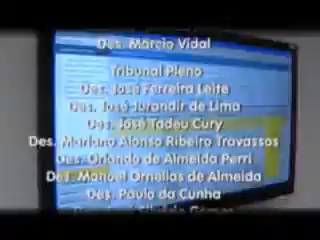 Des. Márcio Vidal
Tribunal Pleno
Des. José Ferreira Leite
Des. José Jurandir de Lima
Des. José Tadeu Cury
Des. Mariano Alonso Ribeiro Travassos
Des. Orlando de Almeida Perri
Des. Manoel Ornellas de Almeida
Des. Paulo da Cunha